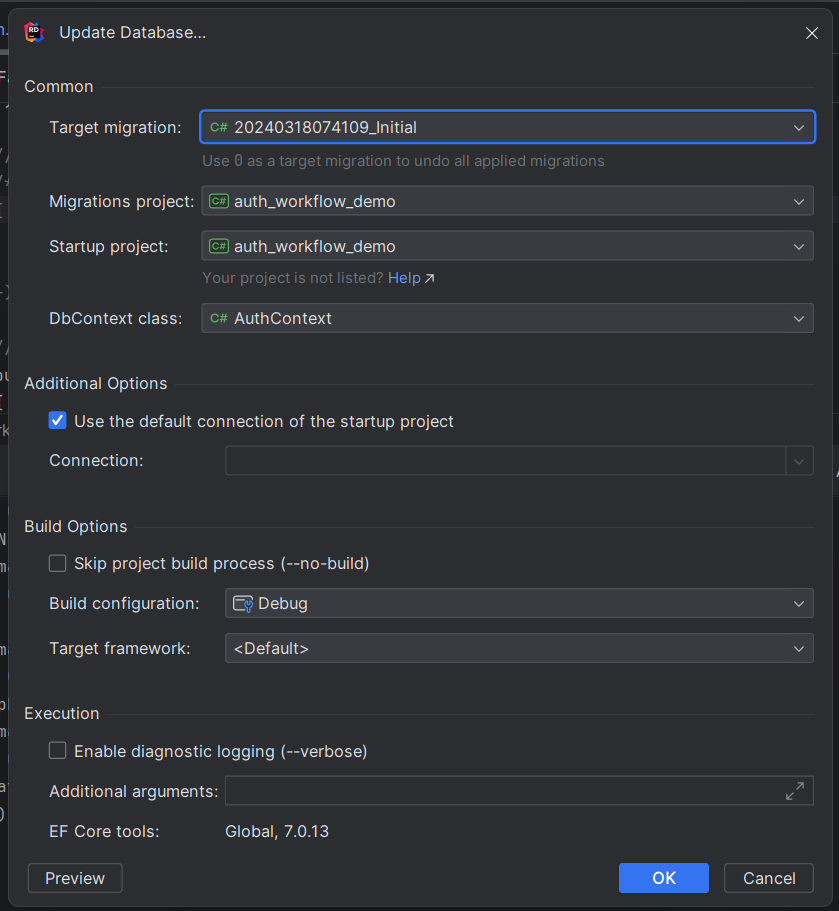 RD
Update Database...
Common
Target migration: C# 20240318074109_Initial
Use 0 as a target migration to undo all applied migrations
Migrations project: C# auth_workflow_demo
Startup project: C# auth_workflow_demo
Your project is not listed? Help
DbContext class: C# AuthContext
Additional Options
Use the default connection of the startup project
Connection:
Build Options
Skip project build process (--no-build)
Build configuration: Debug
Target framework: <Default>
Execution
Enable diagnostic logging (--verbose)
Additional arguments:
EF Core tools: Global, 7.0.13
Preview OK Cancel